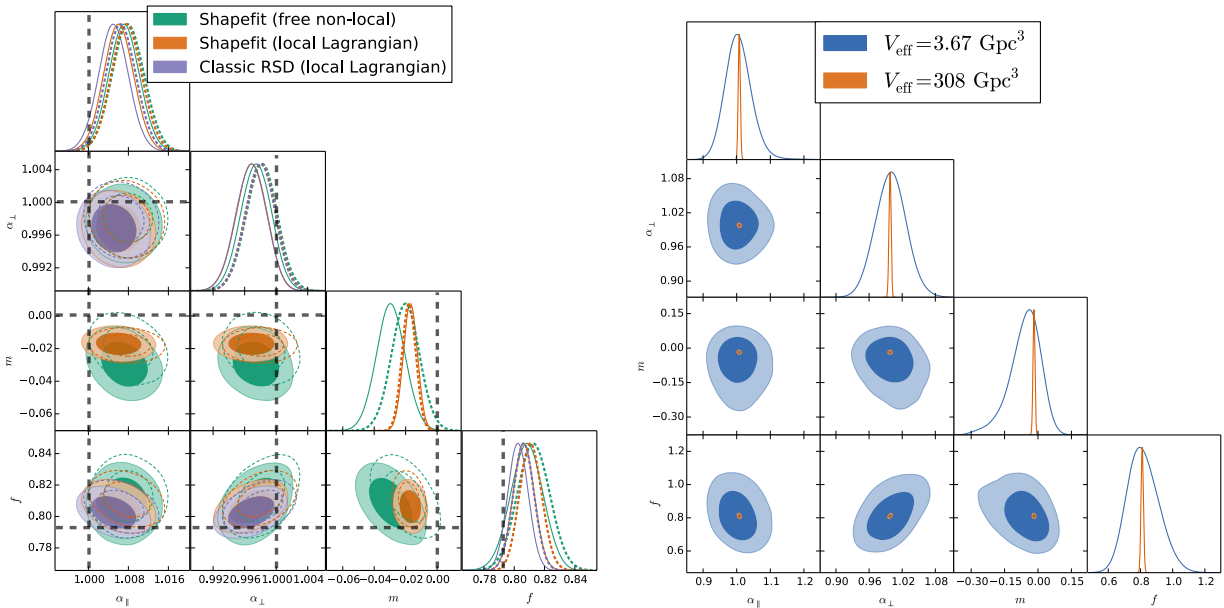 Shapefit (free non-local)
Shapefit (local Lagrangian)
Classic RSD (local Lagrangian)
1.004
1.000
0.996
0.992
α⊥
0.00
−0.02
−0.04
−0.06
m
0.84
0.82
0.80
0.78
f
1.000 1.008 1.016
α∥
0.992 0.996 1.000 1.004
α⊥
−0.06 −0.04 −0.02 0.00
m
0.78 0.80 0.82 0.84
f
V_eff = 3.67 Gpc³
V_eff = 308 Gpc³
1.08
1.02
0.96
0.90
α⊥
0.15
0.00
−0.15
−0.30
m
1.2
1.0
0.8
0.6
f
0.9 1.0 1.1 1.2
α∥
0.90 0.96 1.02 1.08
α⊥
−0.30 −0.15 0.00 0.15
m
0.6 0.8 1.0 1.2
f